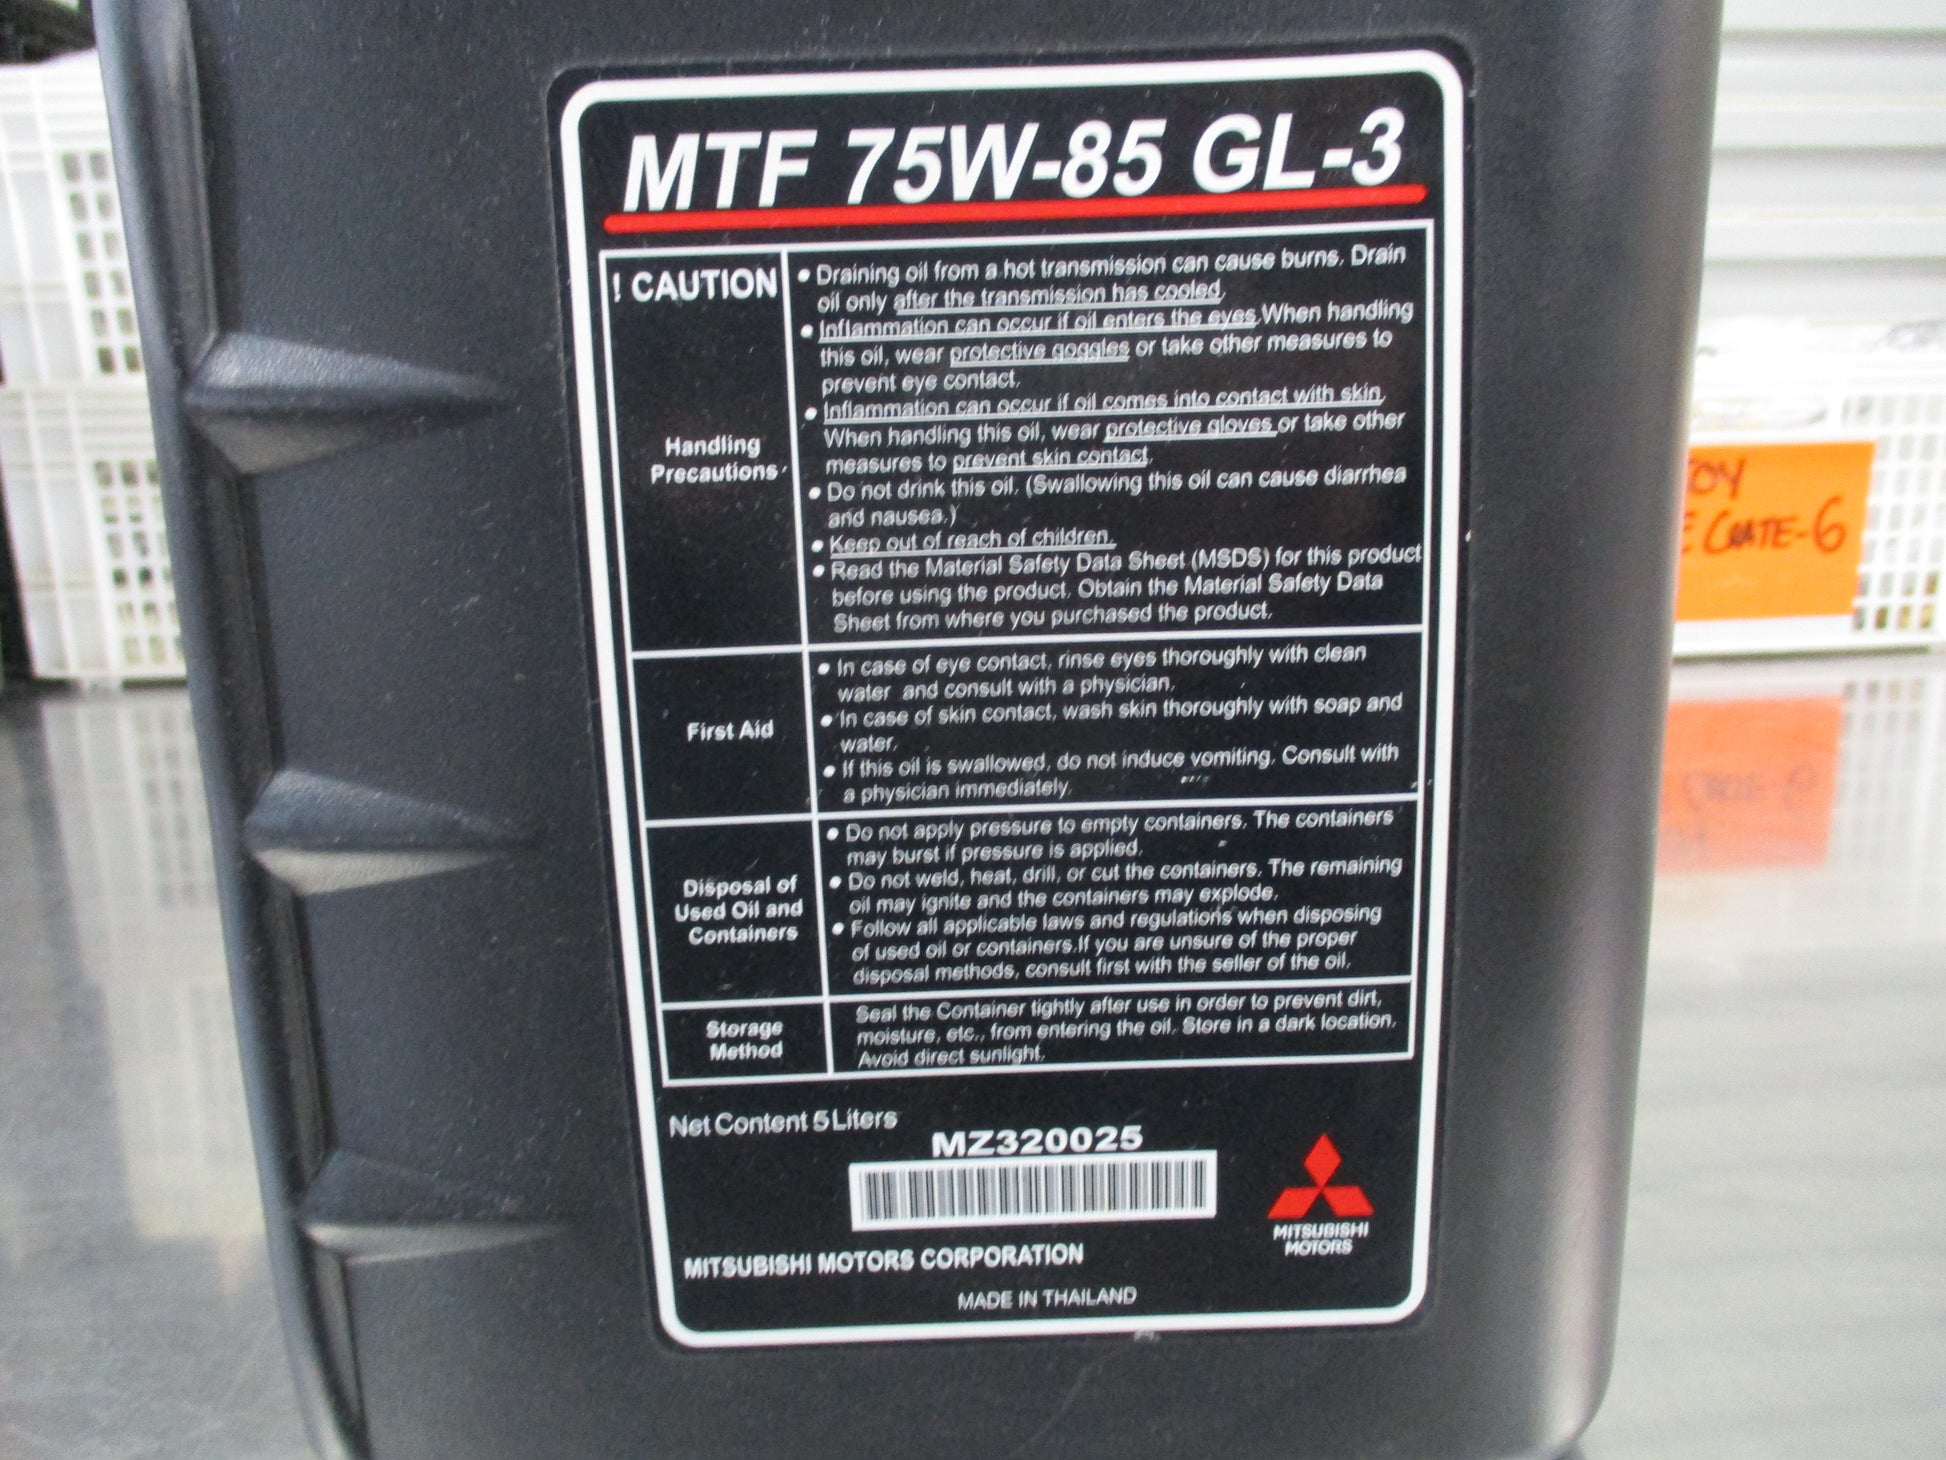 MTF 75W-85 GL-3
! CAUTION
Handling
Precautions
● Draining oil from a hot transmission can cause burns. Drain
oil only after the transmission has cooled.
● Inflammation can occur if oil enters the eyes. When handling
this oil, wear protective goggles or take other measures to
prevent eye contact.
● Inflammation can occur if oil comes into contact with skin.
When handling this oil, wear protective gloves or take other
measures to prevent skin contact.
● Do not drink this oil. (Swallowing this oil can cause diarrhea
and nausea.)
● Keep out of reach of children.
● Read the Material Safety Data Sheet (MSDS) for this product
before using the product. Obtain the Material Safety Data
Sheet from where you purchased the product.
First Aid
● In case of eye contact, rinse eyes thoroughly with clean
water and consult with a physician.
● In case of skin contact, wash skin thoroughly with soap and
water.
● If this oil is swallowed, do not induce vomiting. Consult with
a physician immediately.
Disposal of
Used Oil and
Containers
● Do not apply pressure to empty containers. The containers
may burst if pressure is applied.
● Do not weld, heat, drill, or cut the containers. The remaining
oil may ignite and the containers may explode.
● Follow all applicable laws and regulations when disposing
of used oil or containers. If you are unsure of the proper
disposal methods, consult first with the seller of the oil.
Storage
Method
Seal the Container tightly after use in order to prevent dirt,
moisture, etc., from entering the oil. Store in a dark location.
Avoid direct sunlight.
Net Content 5 Liters
MZ320025
MITSUBISHI
MOTORS
MITSUBISHI MOTORS CORPORATION
MADE IN THAILAND
CRATE-6